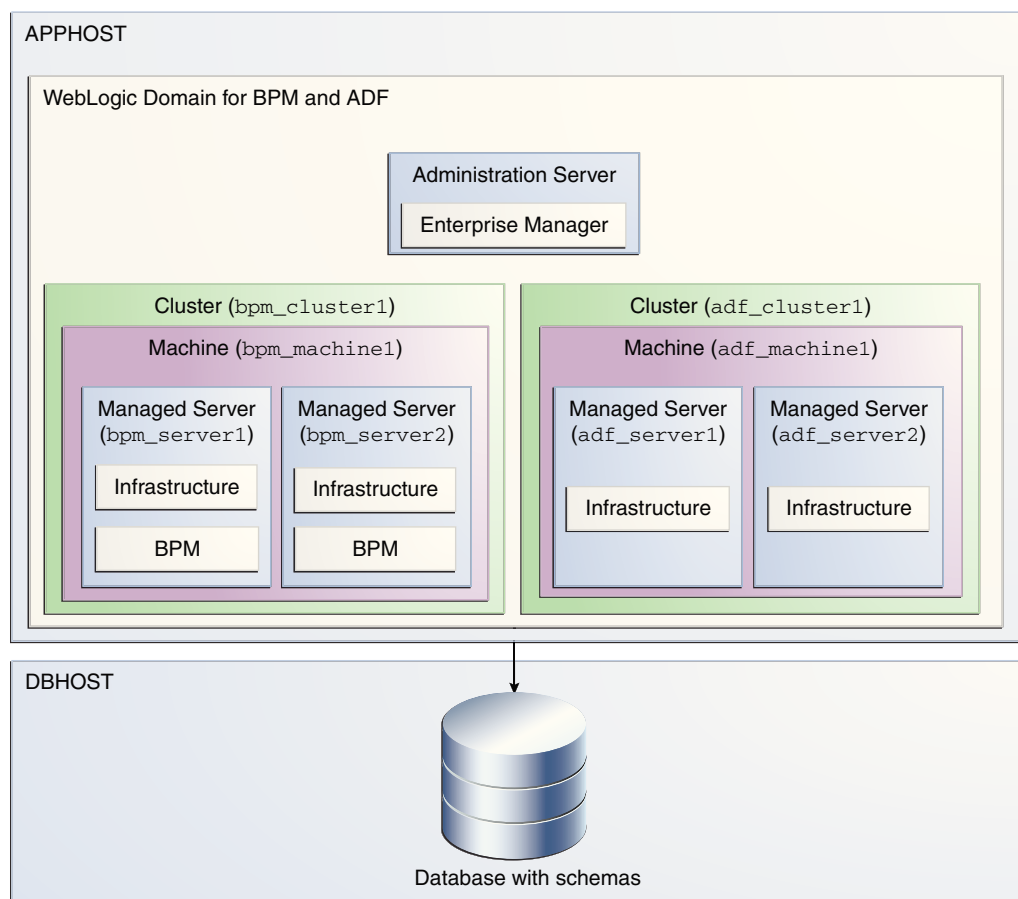 APPHOST
WebLogic Domain for BPM and ADF
Administration Server
Enterprise Manager
Cluster (bpm_cluster1)
Machine (bpm_machine1)
Managed Server
(bpm_server1)
Infrastructure
BPM
Managed Server
(bpm_server2)
Infrastructure
BPM
Cluster (adf_cluster1)
Machine (adf_machine1)
Managed Server
(adf_server1)
Infrastructure
Managed Server
(adf_server2)
Infrastructure
DBHOST
Database with schemas